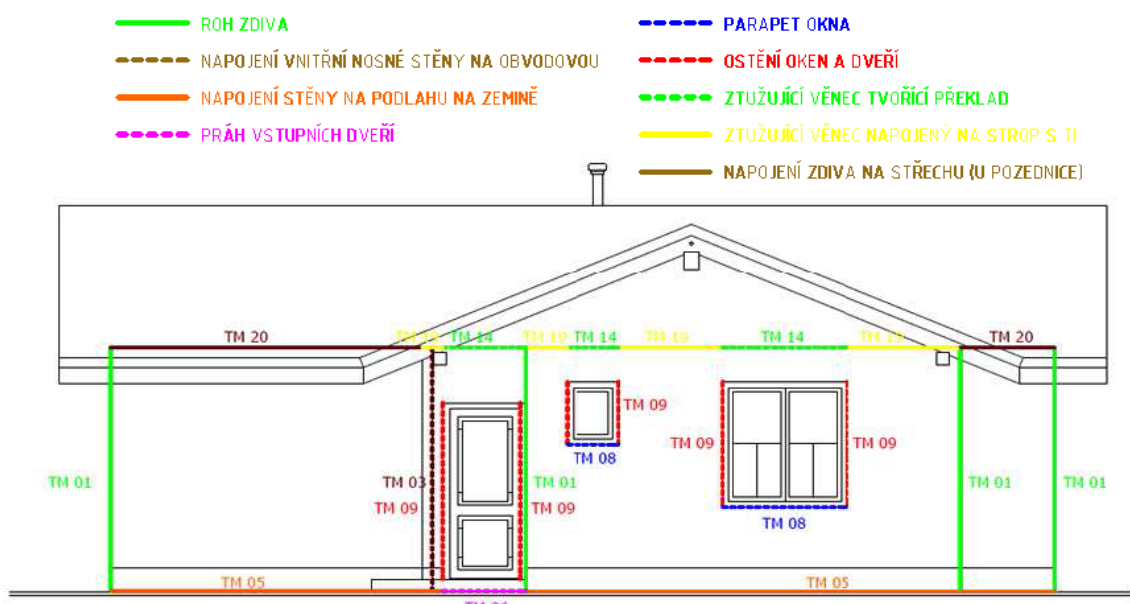 ROH ZDIVA
NAPOJENÍ VNITŘNÍ NOSNÉ STĚNY NA OBVODOVOU
NAPOJENÍ STĚNY NA PODLAHU NA ZEMINĚ
PRÁH VSTUPNÍCH DVEŘÍ
PARAPET OKNA
OSTĚNÍ OKEN A DVEŘÍ
ZTUŽUJÍCÍ VĚNEC TVOŘÍCÍ PŘEKLAD
ZTUŽUJÍCÍ VĚNEC NAPOJENÝ NA STROP S TI
NAPOJENÍ ZDIVA NA STŘECHU (U POZEDNICE)
TM 20 TM 14 TM 19 TM 14 TM 19 TM 14 TM 19 TM 20
TM 09
TM 09 TM 09
TM 08
TM 01 TM 03 TM 01 TM 01 TM 01
TM 09 TM 09
TM 08
TM 05 TM 05